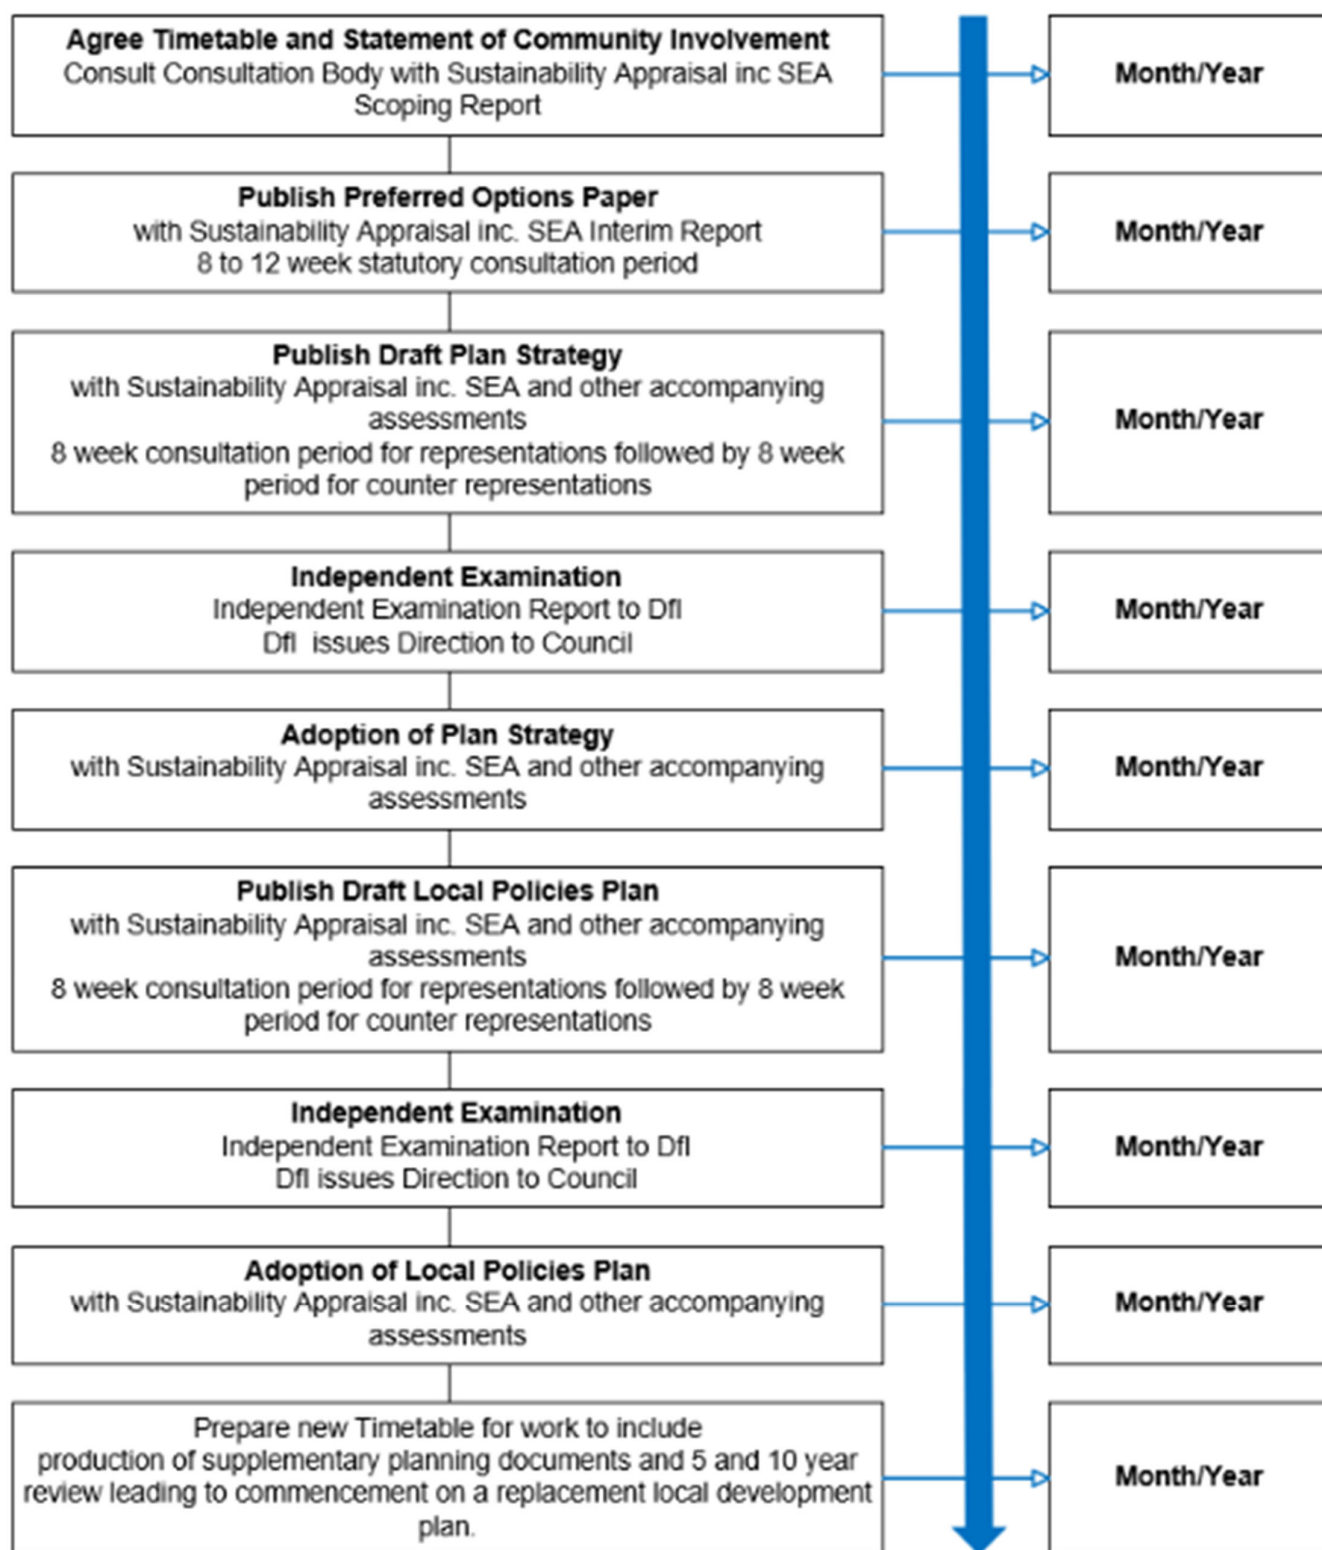 Agree Timetable and Statement of Community Involvement
Consult Consultation Body with Sustainability Appraisal inc SEA
Scoping Report
Month/Year
Publish Preferred Options Paper
with Sustainability Appraisal inc. SEA Interim Report
8 to 12 week statutory consultation period
Month/Year
Publish Draft Plan Strategy
with Sustainability Appraisal inc. SEA and other accompanying
assessments
8 week consultation period for representations followed by 8 week
period for counter representations
Month/Year
Independent Examination
Independent Examination Report to DfI
DfI issues Direction to Council
Month/Year
Adoption of Plan Strategy
with Sustainability Appraisal inc. SEA and other accompanying
assessments
Month/Year
Publish Draft Local Policies Plan
with Sustainability Appraisal inc. SEA and other accompanying
assessments
8 week consultation period for representations followed by 8 week
period for counter representations
Month/Year
Independent Examination
Independent Examination Report to DfI
DfI issues Direction to Council
Month/Year
Adoption of Local Policies Plan
with Sustainability Appraisal inc. SEA and other accompanying
assessments
Month/Year
Prepare new Timetable for work to include
production of supplementary planning documents and 5 and 10 year
review leading to commencement on a replacement local development
plan.
Month/Year